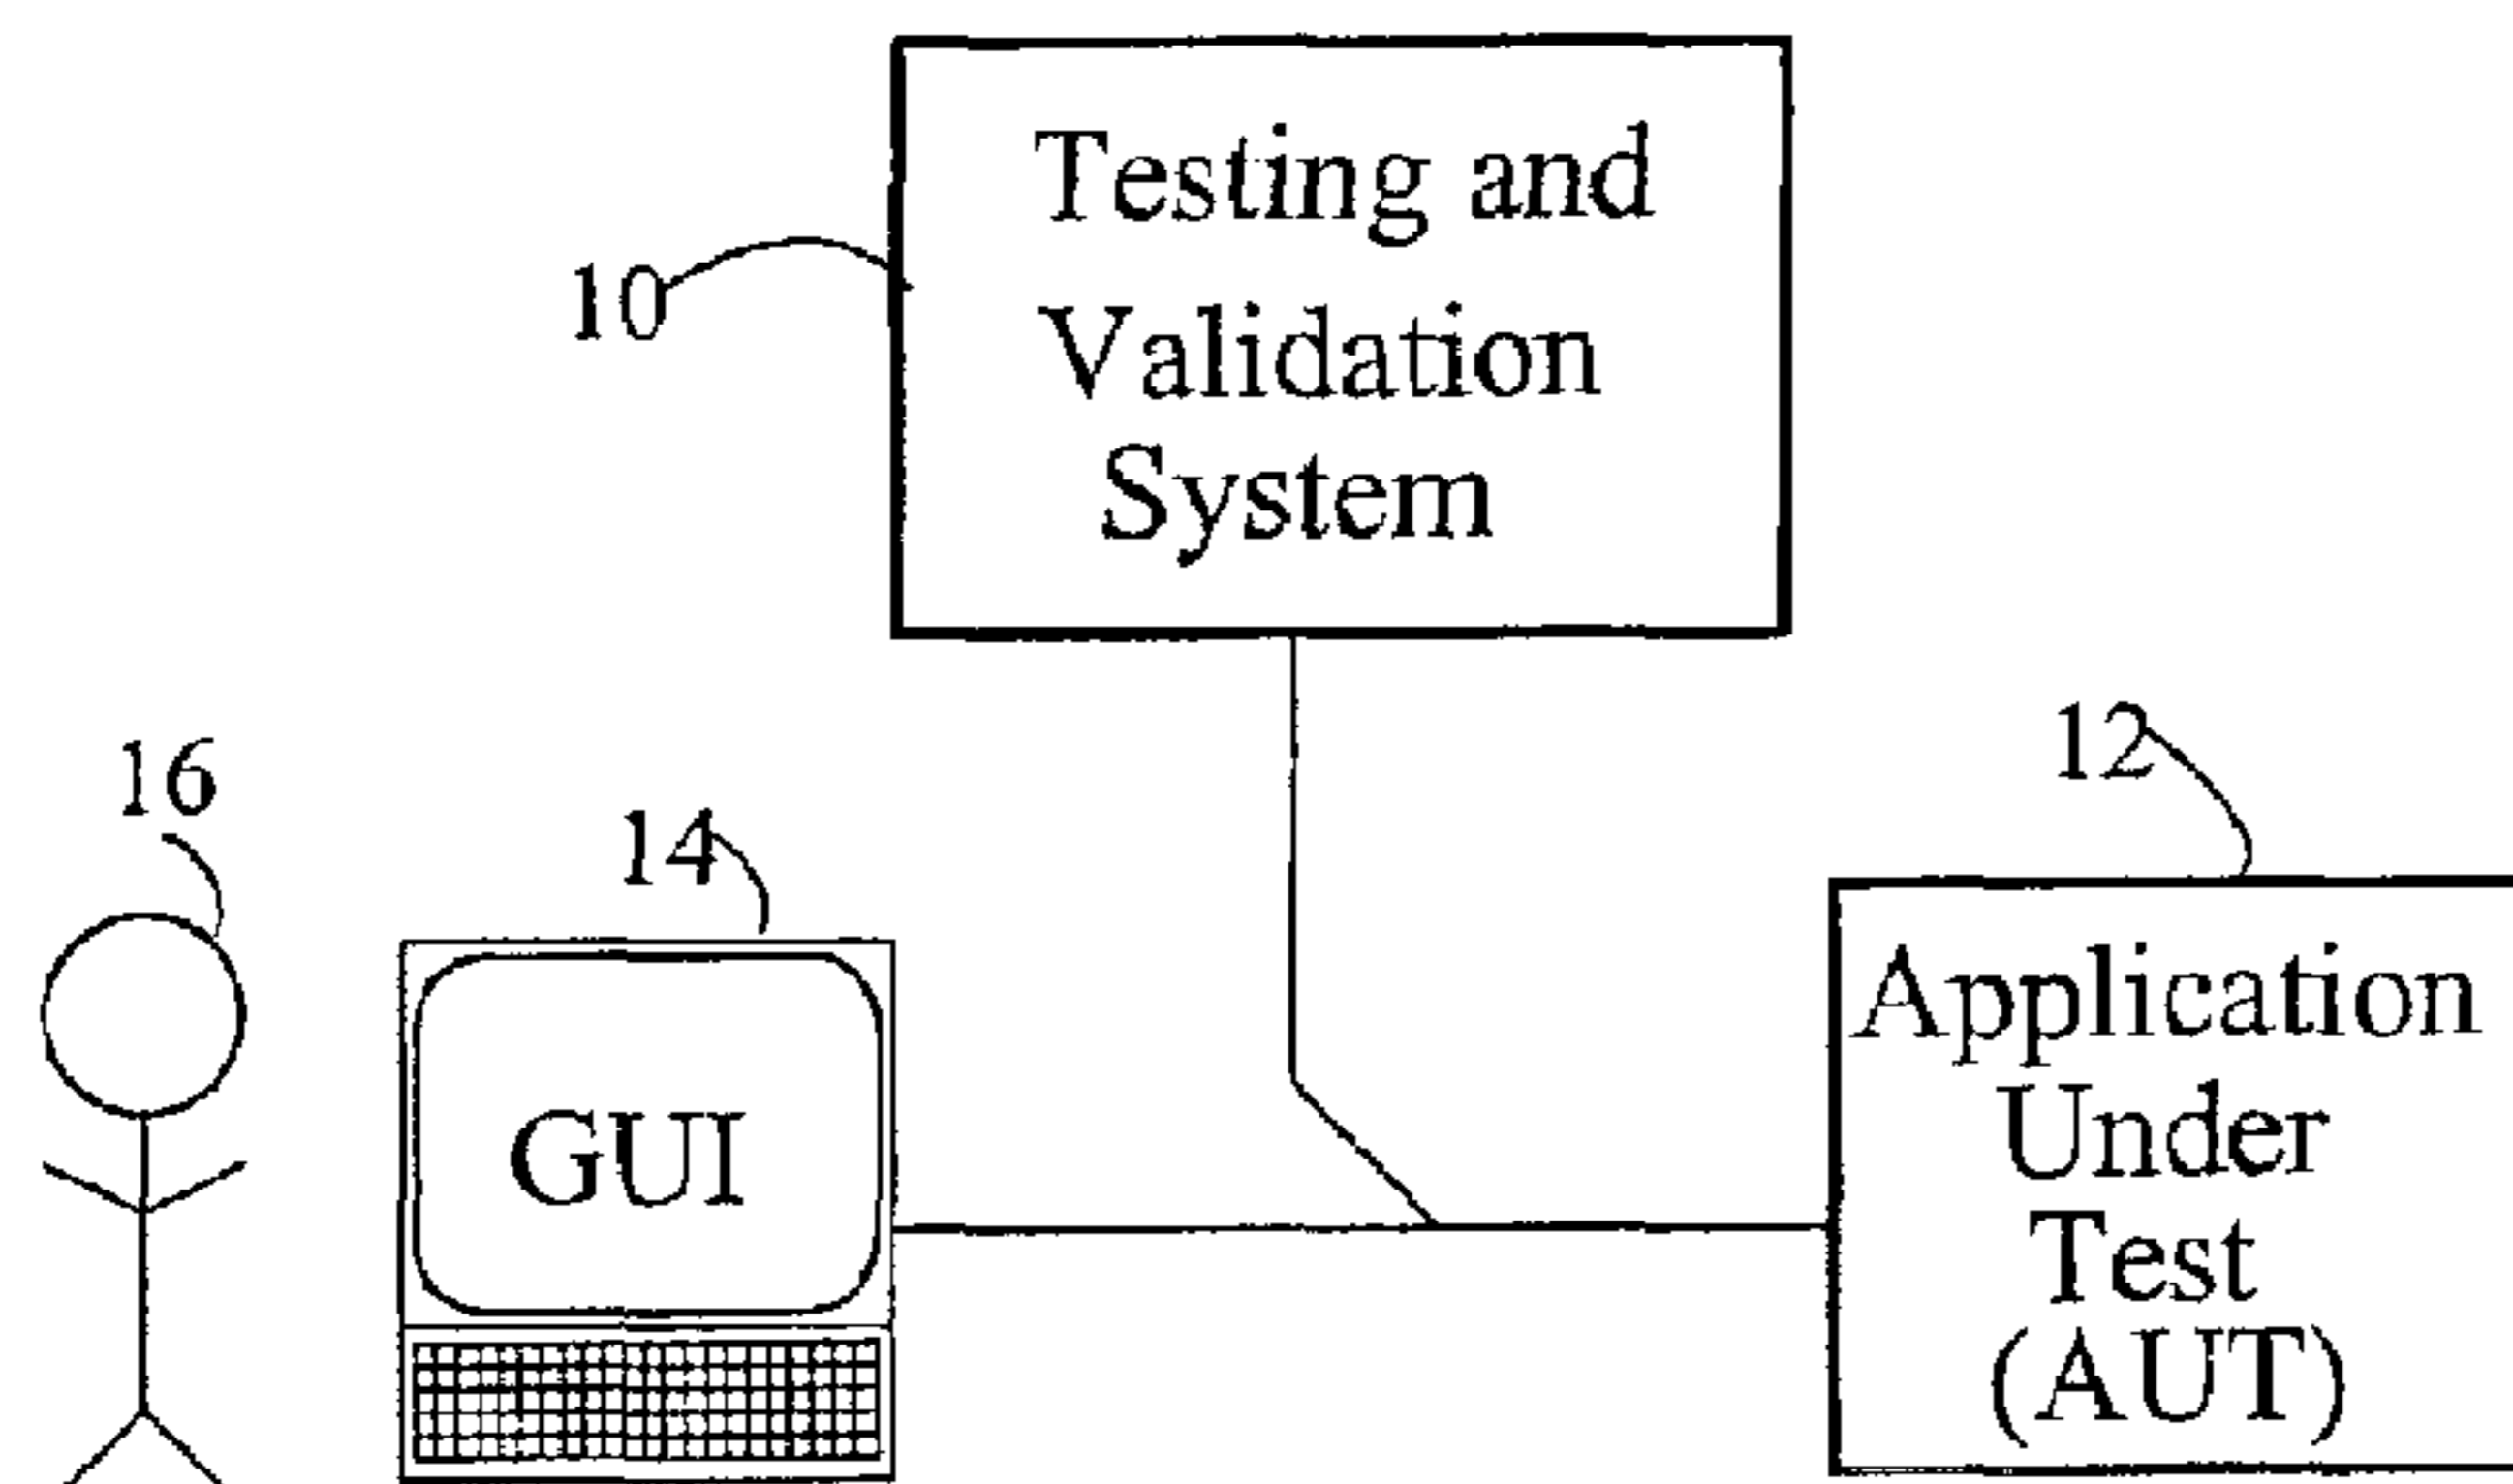 Testing and
Validation
System
10
12
16
14
GUI
Application
Under
Test
(AUT)